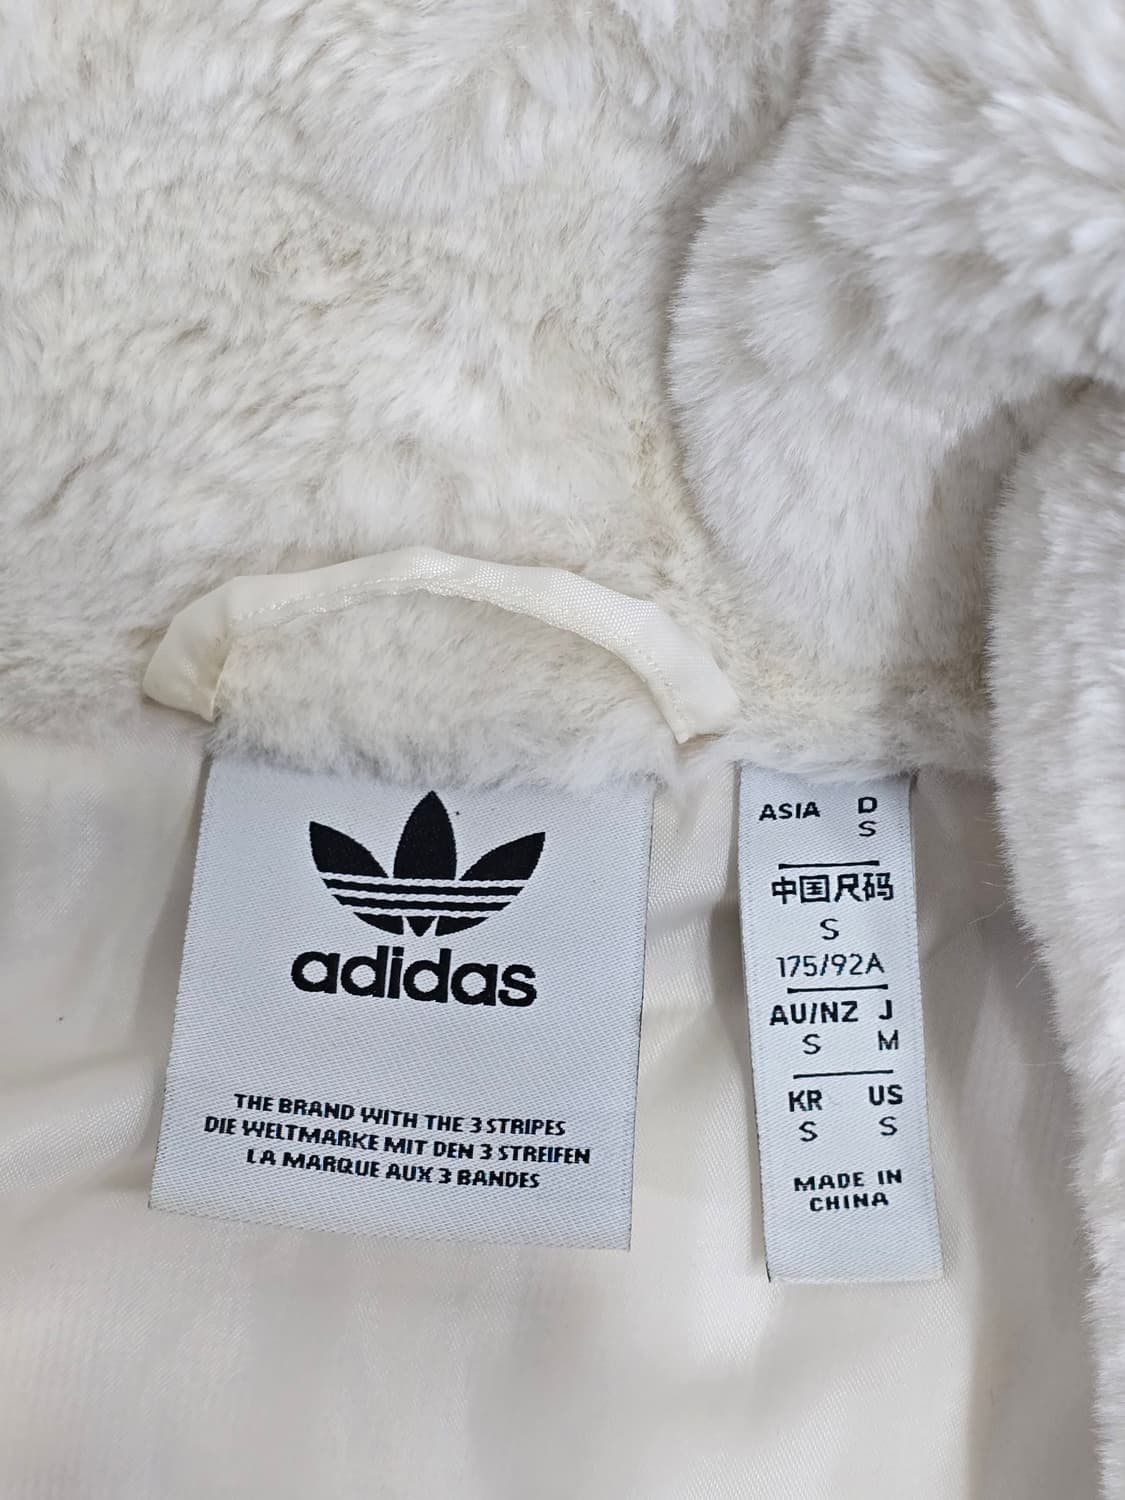 adidas
THE BRAND WITH THE 3 STRIPES
DIE WELTMARKE MIT DEN 3 STREIFEN
LA MARQUE AUX 3 BANDES
ASIA D
S
中国尺码
S
175/92A
AU/NZ J
S M
KR US
S S
MADE IN
CHINA